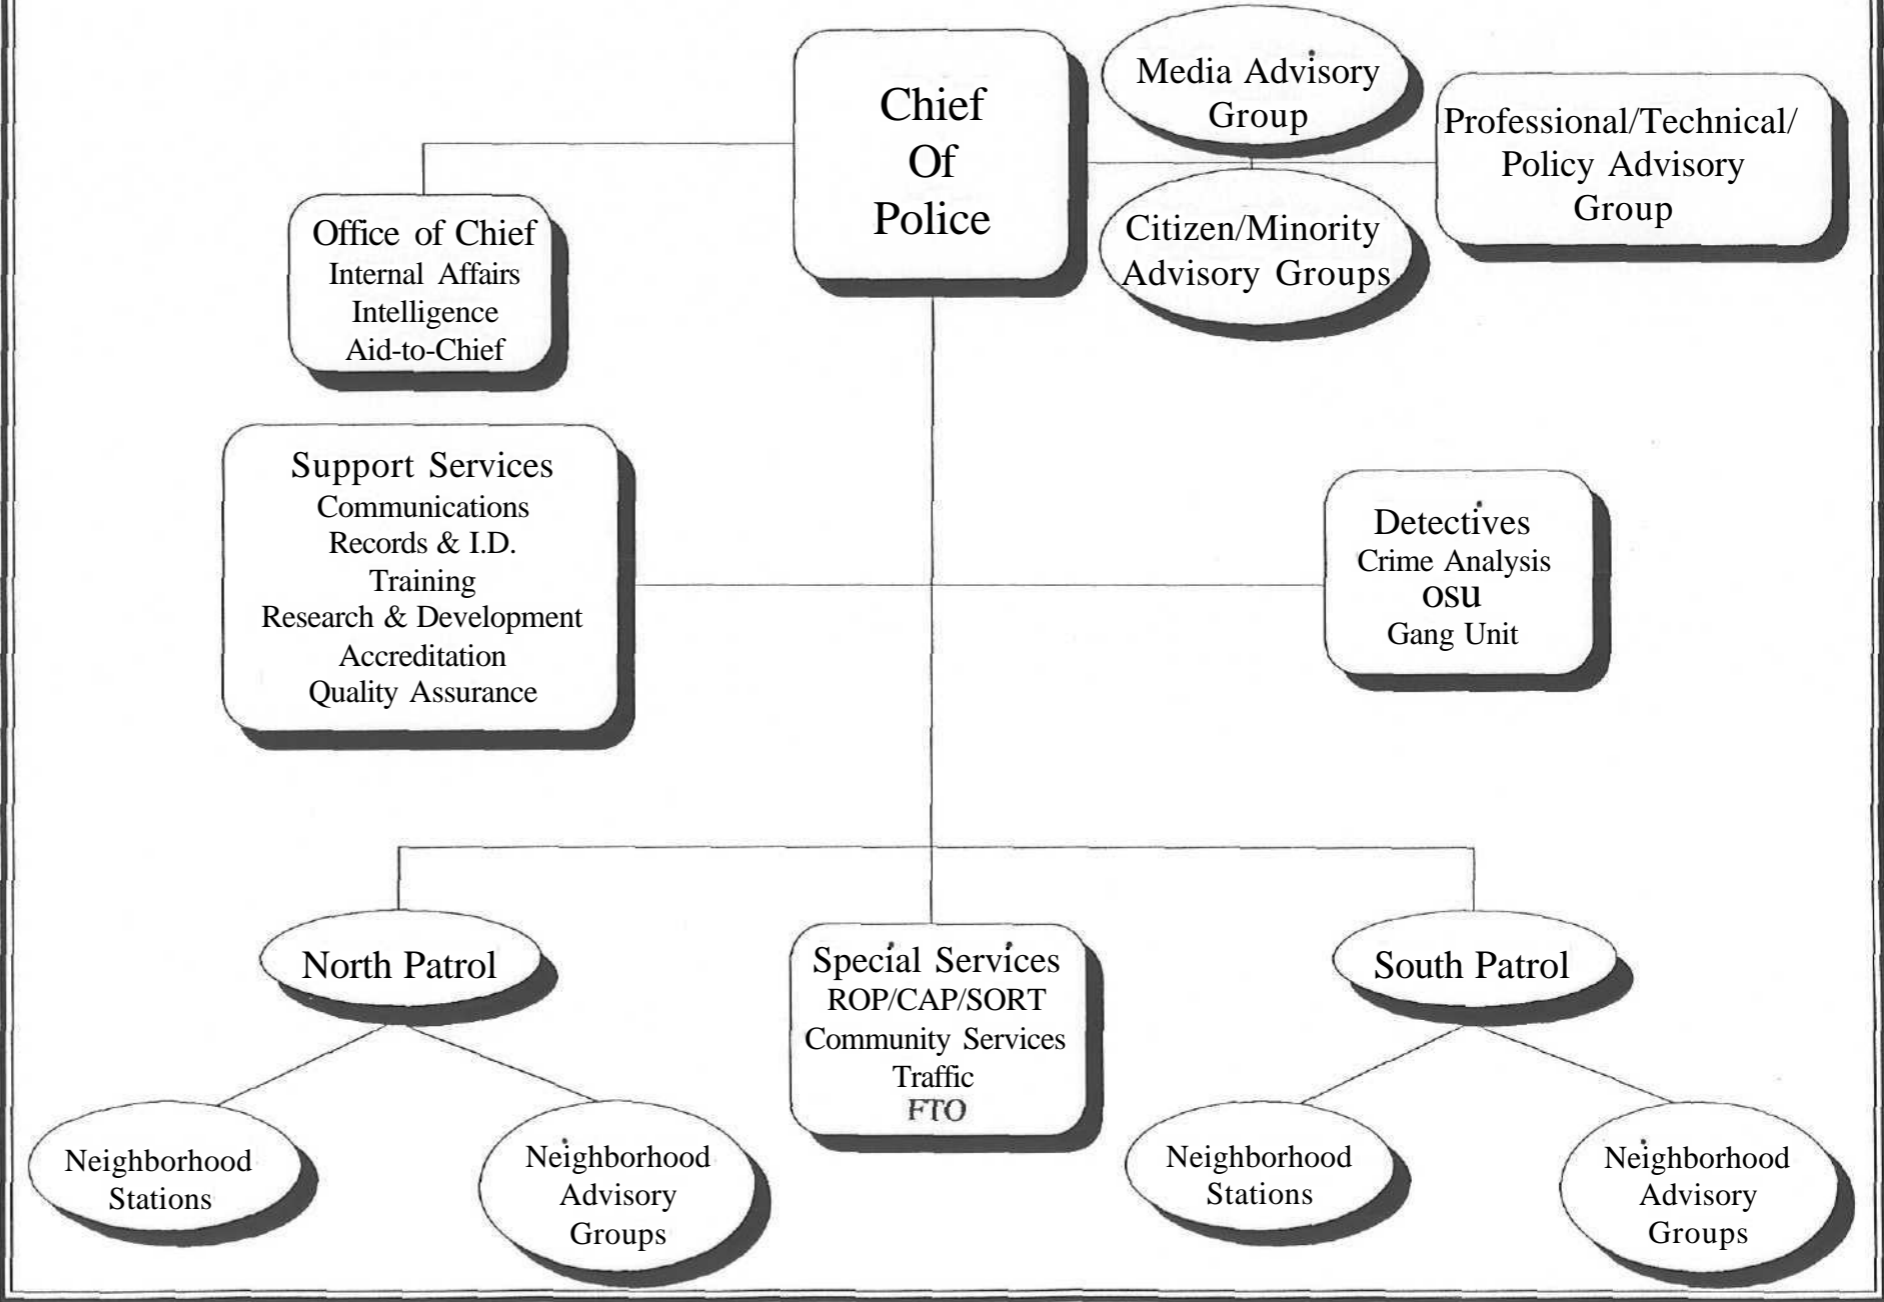 Chief
Of
Police
Media Advisory
Group
Professional/Technical/
Policy Advisory
Group
Citizen/Minority
Advisory Groups
Office of Chief
Internal Affairs
Intelligence
Aid-to-Chief
Support Services
Communications
Records & I.D.
Training
Research & Development
Accreditation
Quality Assurance
Detectives
Crime Analysis
OSU
Gang Unit
North Patrol
Special Services
ROP/CAP/SORT
Community Services
Traffic
FTO
South Patrol
Neighborhood
Stations
Neighborhood
Advisory
Groups
Neighborhood
Stations
Neighborhood
Advisory
Groups